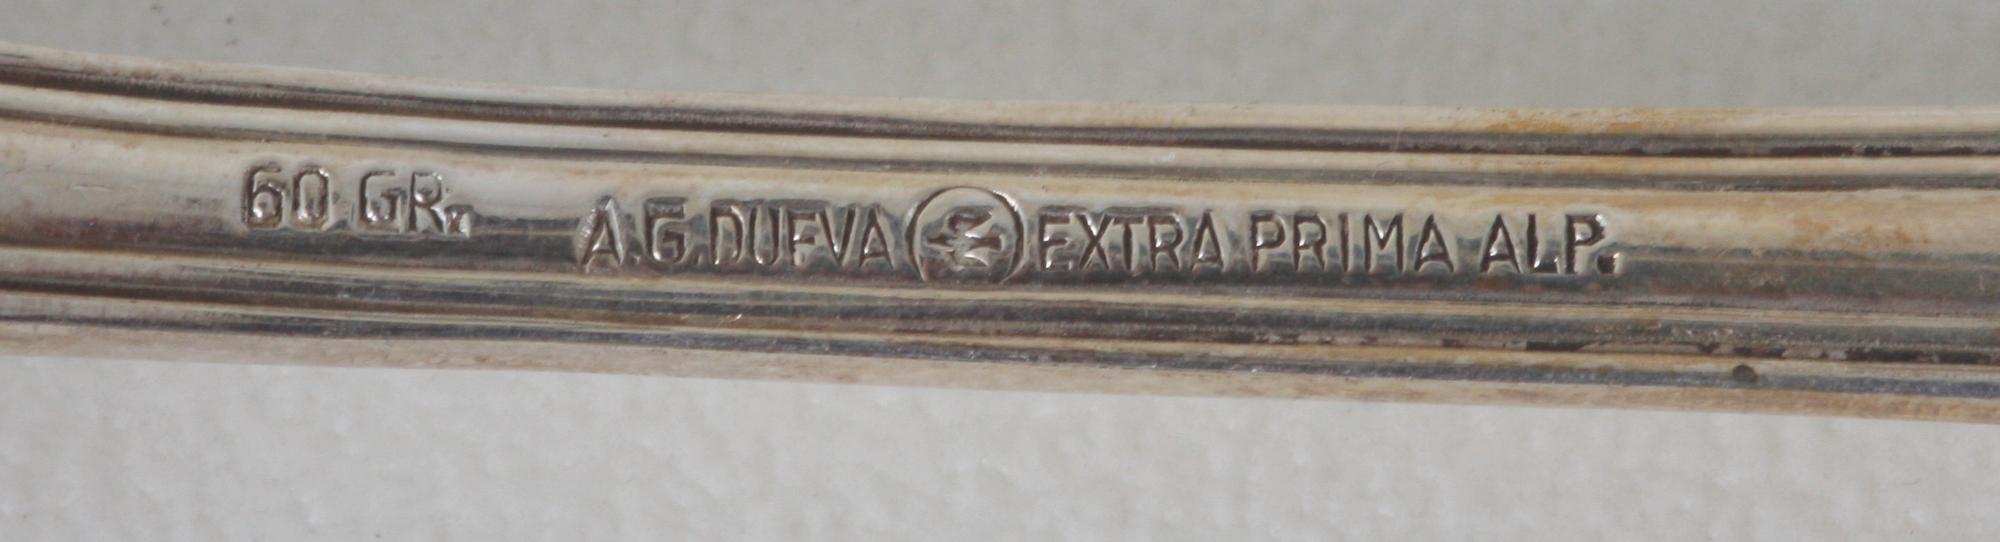 60 GR. A.G.DUFVA EXTRA PRIMA ALP.